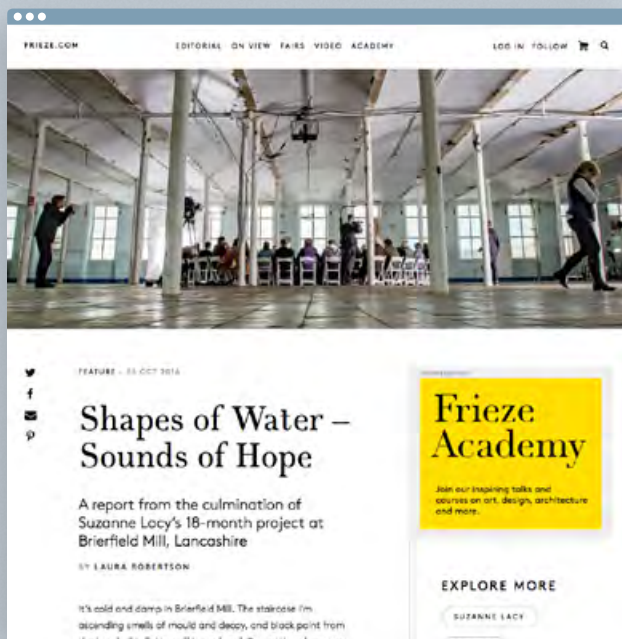 FRIEZE.COM
EDITORIAL ON VIEW FAIRS VIDEO ACADEMY
LOG IN FOLLOW
FEATURE - OCT 2016
Shapes of Water –
Sounds of Hope
A report from the culmination of
Suzanne Lacy's 18-month project at
Brierfield Mill, Lancashire
BY LAURA ROBERTSON
It's cold and damp in Brierfield Mill. The staircase I'm
ascending smells of mould and decay, and black paint from
Frieze
Academy
Join our inspiring talks and
courses on art, design, architecture
and more.
EXPLORE MORE
SUZANNE LACY